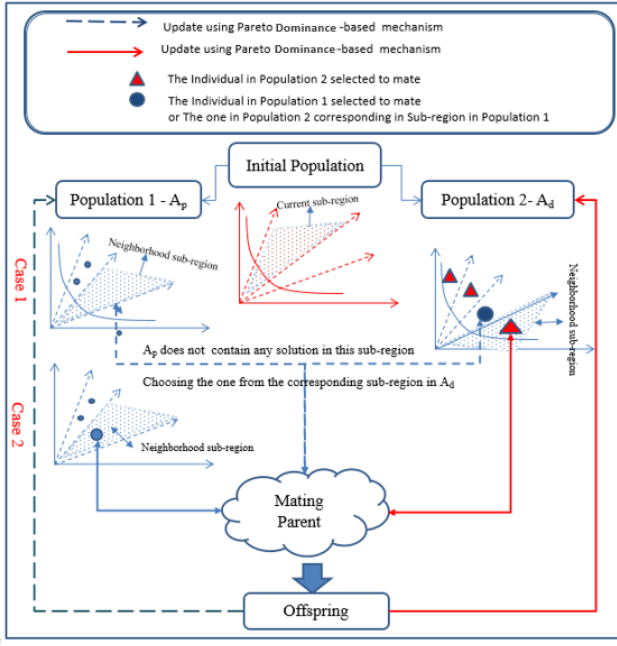 Update using Pareto Dominance -based mechanism
Update using Pareto Dominance-based mechanism
The Individual in Population 2 selected to mate
The Individual in Population 1 selected to mate
or The one in Population 2 corresponding in Sub-region in Population 1
Initial Population
Population 1 - Ap
Population 2- Ad
Current sub-region
Neighborhood sub-region
Neighborhood sub-region
Case 1
Ap does not contain any solution in this sub-region
Choosing the one from the corresponding sub-region in Ad
Case 2
Neighborhood sub-region
Mating
Parent
Offspring